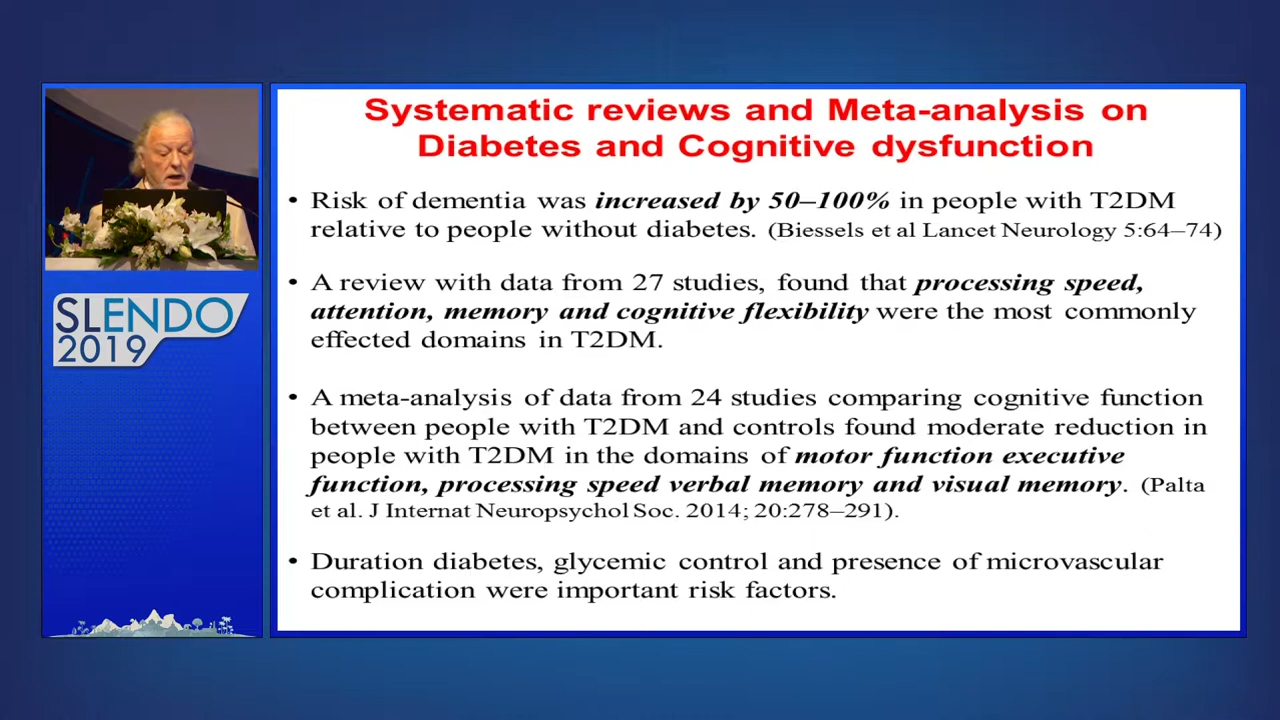 Systematic reviews and Meta-analysis on
Diabetes and Cognitive dysfunction
• Risk of dementia was increased by 50–100% in people with T2DM
relative to people without diabetes. (Biessels et al Lancet Neurology 5:64–74)
• A review with data from 27 studies, found that processing speed,
attention, memory and cognitive flexibility were the most commonly
effected domains in T2DM.
• A meta-analysis of data from 24 studies comparing cognitive function
between people with T2DM and controls found moderate reduction in
people with T2DM in the domains of motor function executive
function, processing speed verbal memory and visual memory. (Palta
et al. J Internat Neuropsychol Soc. 2014; 20:278–291).
• Duration diabetes, glycemic control and presence of microvascular
complication were important risk factors.
SLENDO
2019